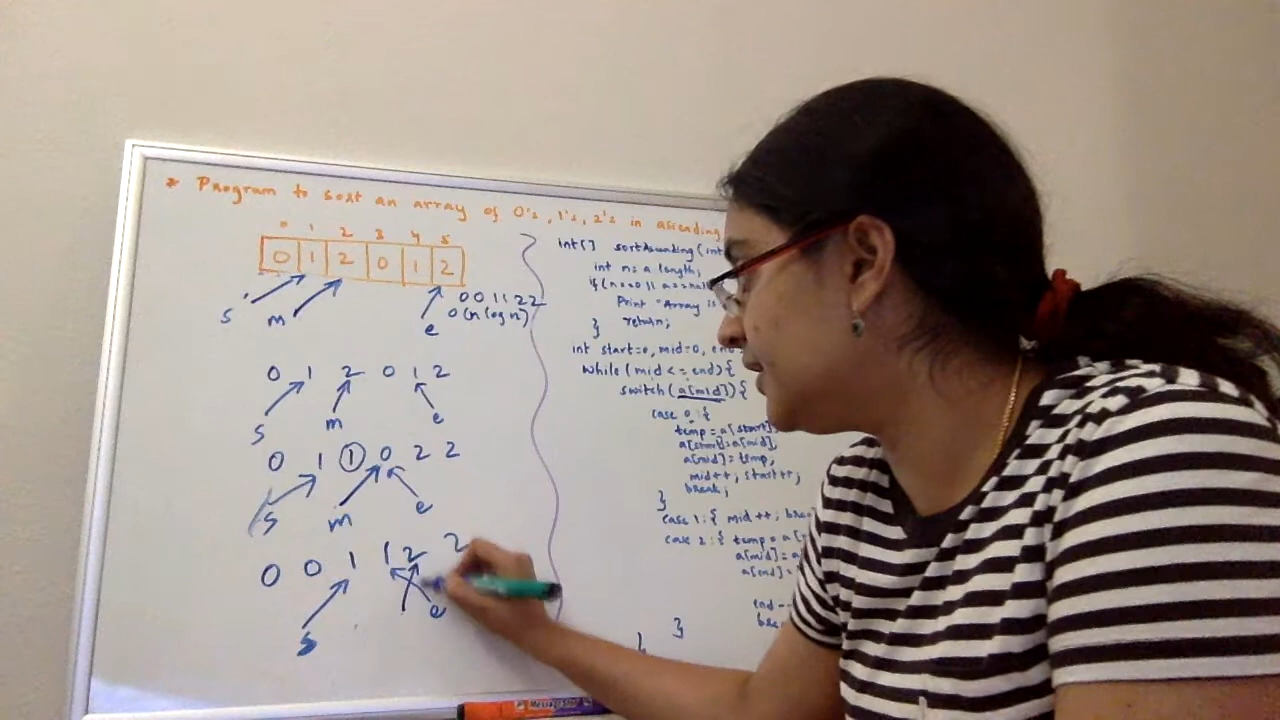 * Program to sort an array of 0's, 1's, 2's in ascending
0 1 2 3 4 5
0 1 2 0 1 2
s m e
0 0 1 1 2 2
O(n log n)
0 1 2 0 1 2
s m e
0 1 1 0 2 2
s m e
0 0 1 1 2 2
s e
int[] sortAscending(int
int n=a length;
if(n==0 || a==null
Print "Array is
return;
}
int start=0, mid=0, end=
while(mid<=end){
switch(a[mid]){
case 0:{
temp=a[start];
a[start]=a[mid];
a[mid]=temp;
mid++; start++;
break;
}
case 1:{ mid++; brea
case 2:{ temp=a[
a[mid]=a
a[end]=
end--
brea
}
}